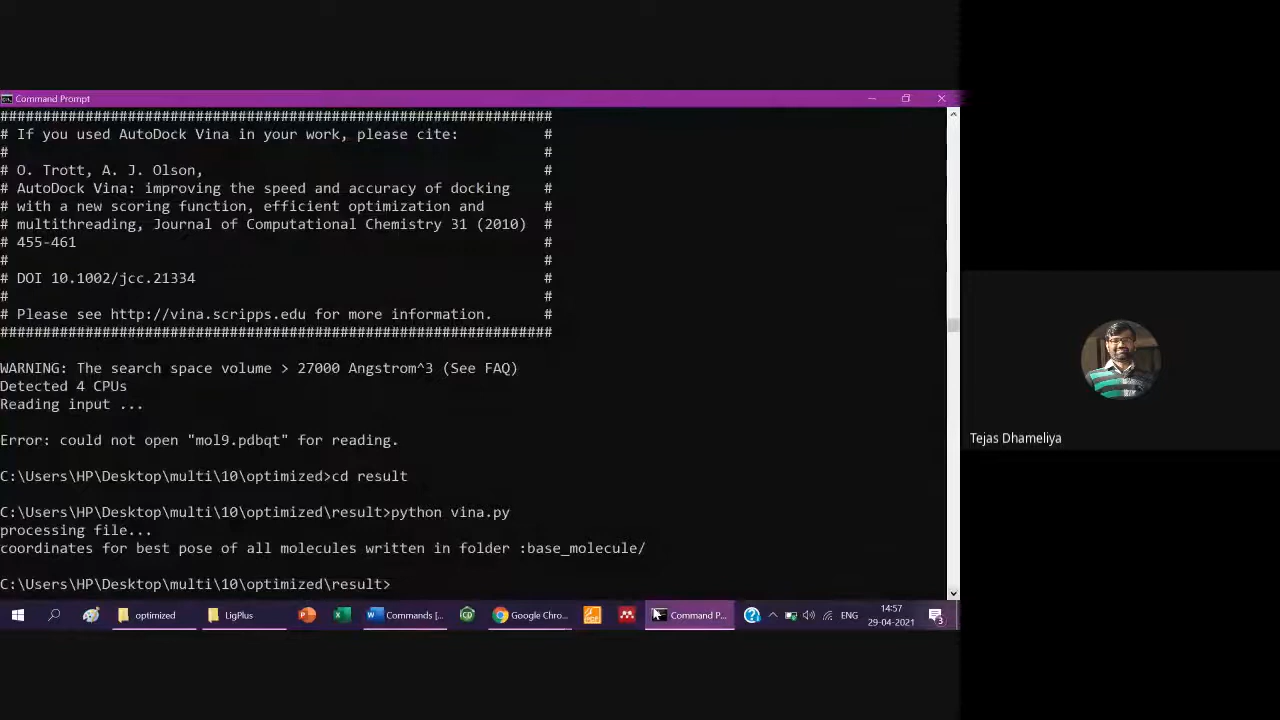 Command Prompt
################################################################
# If you used AutoDock Vina in your work, please cite: #
# #
# O. Trott, A. J. Olson, #
# AutoDock Vina: improving the speed and accuracy of docking #
# with a new scoring function, efficient optimization and #
# multithreading, Journal of Computational Chemistry 31 (2010) #
# 455-461 #
# #
# DOI 10.1002/jcc.21334 #
# #
# Please see http://vina.scripps.edu for more information. #
################################################################
WARNING: The search space volume > 27000 Angstrom^3 (See FAQ)
Detected 4 CPUs
Reading input ...
Error: could not open "mol9.pdbqt" for reading.
C:\Users\HP\Desktop\multi\10\optimized>cd result
C:\Users\HP\Desktop\multi\10\optimized\result>python vina.py
processing file...
coordinates for best pose of all molecules written in folder :base_molecule/
C:\Users\HP\Desktop\multi\10\optimized\result>
Tejas Dhameliya
optimized
LigPlus
Commands [...
Google Chro...
Command P...
ENG
14:57
29-04-2021
3